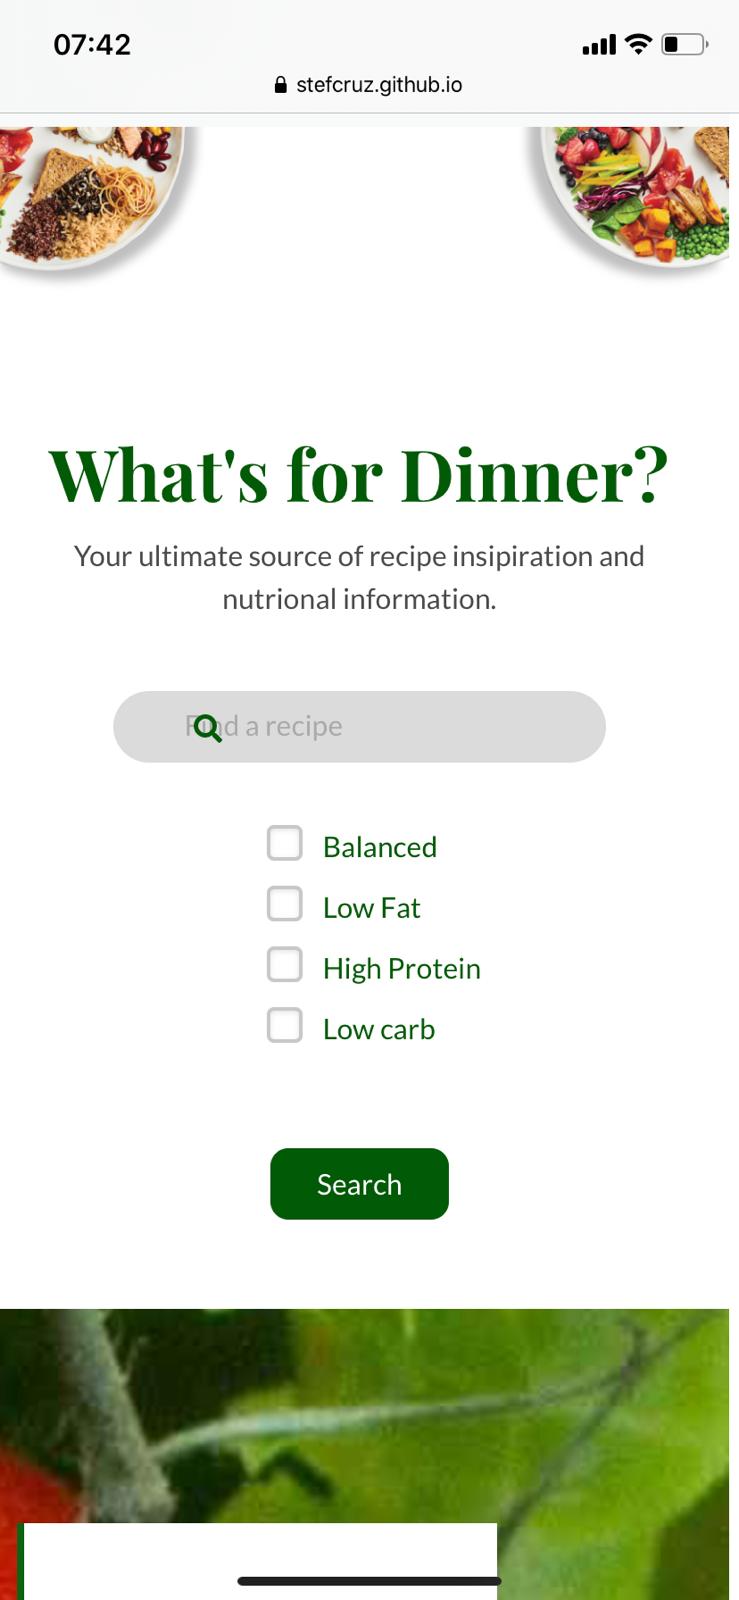 07:42
stefcruz.github.io
What's for Dinner?
Your ultimate source of recipe insipiration and
nutrional information.
Find a recipe
Balanced
Low Fat
High Protein
Low carb
Search